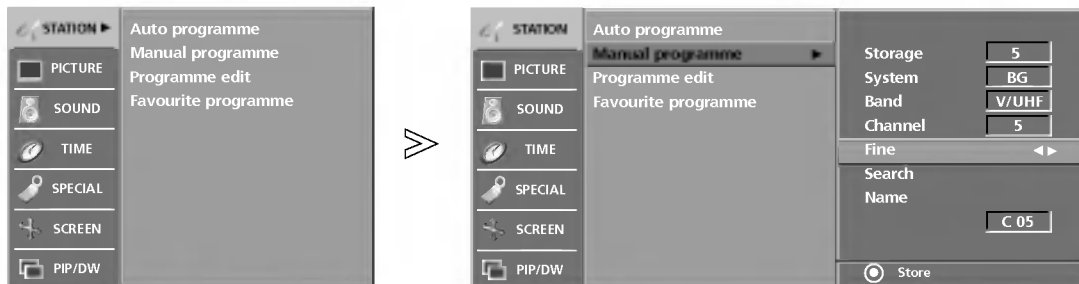 STATION ▶
PICTURE
SOUND
TIME
SPECIAL
SCREEN
PIP/DW
Auto programme
Manual programme
Programme edit
Favourite programme
STATION
PICTURE
SOUND
TIME
SPECIAL
SCREEN
PIP/DW
Auto programme
Manual programme ▶
Programme edit
Favourite programme
Storage 5
System BG
Band V/UHF
Channel 5
Fine ◀ ▶
Search
Name
C 05
Store